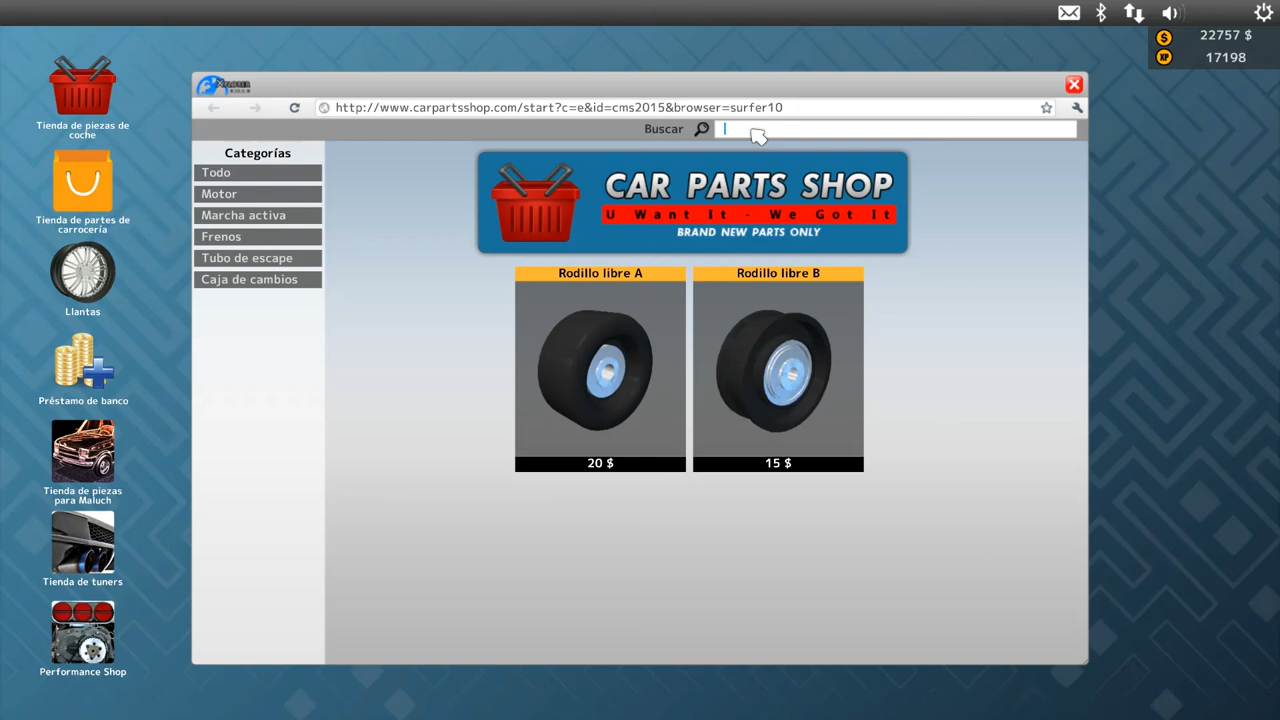 22757 $
17198
Tienda de piezas de
coche
Tienda de partes de
carrocería
Llantas
Préstamo de banco
Tienda de piezas
para Maluch
Tienda de tuners
Performance Shop
http://www.carpartsshop.com/start?c=e&id=cms2015&browser=surfer10
Buscar
Categorías
Todo
Motor
Marcha activa
Frenos
Tubo de escape
Caja de cambios
CAR PARTS SHOP
U Want It - We Got It
BRAND NEW PARTS ONLY
Rodillo libre A
20 $
Rodillo libre B
15 $